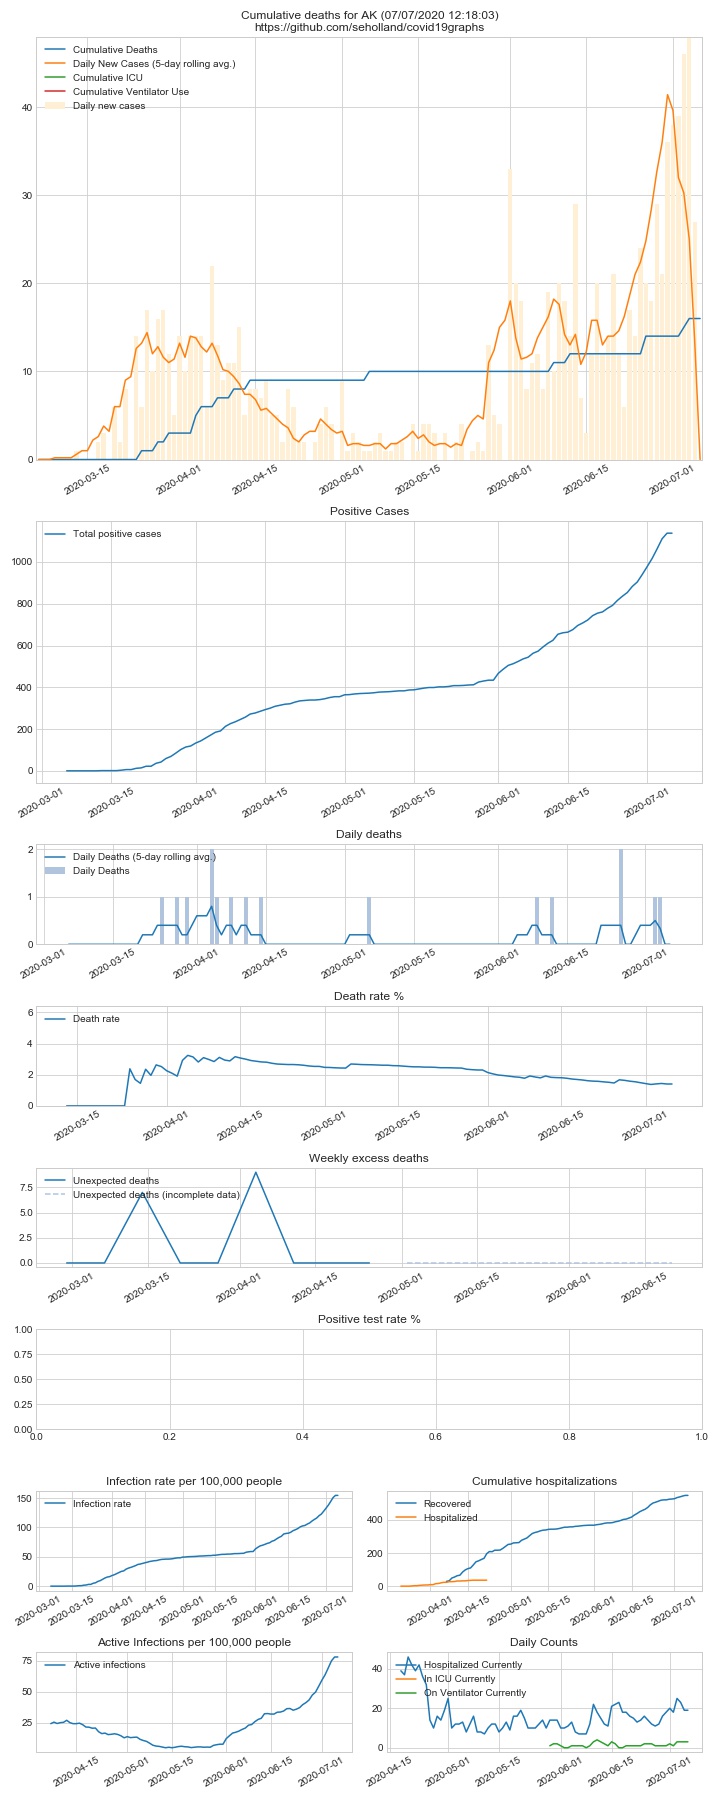 Cumulative deaths for AK (07/07/2020 12:18:03)
https://github.com/seholland/covid19graphs
Cumulative Deaths
Daily New Cases (5-day rolling avg.)
Cumulative ICU
Cumulative Ventilator Use
Daily new cases
40
30
20
10
0
2020-03-15 2020-04-01 2020-04-15 2020-05-01 2020-05-15 2020-06-01 2020-06-15 2020-07-01
Positive Cases
Total positive cases
1000
800
600
400
200
0
2020-03-01 2020-03-15 2020-04-01 2020-04-15 2020-05-01 2020-05-15 2020-06-01 2020-06-15 2020-07-01
Daily deaths
2
Daily Deaths (5-day rolling avg.)
Daily Deaths
1
0
2020-03-01 2020-03-15 2020-04-01 2020-04-15 2020-05-01 2020-05-15 2020-06-01 2020-06-15 2020-07-01
Death rate %
6
Death rate
4
2
0
2020-03-15 2020-04-01 2020-04-15 2020-05-01 2020-05-15 2020-06-01 2020-06-15 2020-07-01
Weekly excess deaths
Unexpected deaths
7.5
Unexpected deaths (incomplete data)
5.0
2.5
0.0
2020-03-01 2020-03-15 2020-04-01 2020-04-15 2020-05-01 2020-05-15 2020-06-01 2020-06-15
Positive test rate %
1.00
0.75
0.50
0.25
0.00
0.0 0.2 0.4 0.6 0.8 1.0
Infection rate per 100,000 people
Infection rate
150
100
50
0
2020-03-01 2020-03-15 2020-04-01 2020-04-15 2020-05-01 2020-05-15 2020-06-01 2020-06-15 2020-07-01
Cumulative hospitalizations
Recovered
Hospitalized
400
200
0
2020-04-01 2020-04-15 2020-05-01 2020-05-15 2020-06-01 2020-06-15 2020-07-01
Active Infections per 100,000 people
Active infections
75
50
25
2020-04-15 2020-05-01 2020-05-15 2020-06-01 2020-06-15 2020-07-01
Daily Counts
Hospitalized Currently
In ICU Currently
On Ventilator Currently
40
20
0
2020-04-15 2020-05-01 2020-05-15 2020-06-01 2020-06-15 2020-07-01